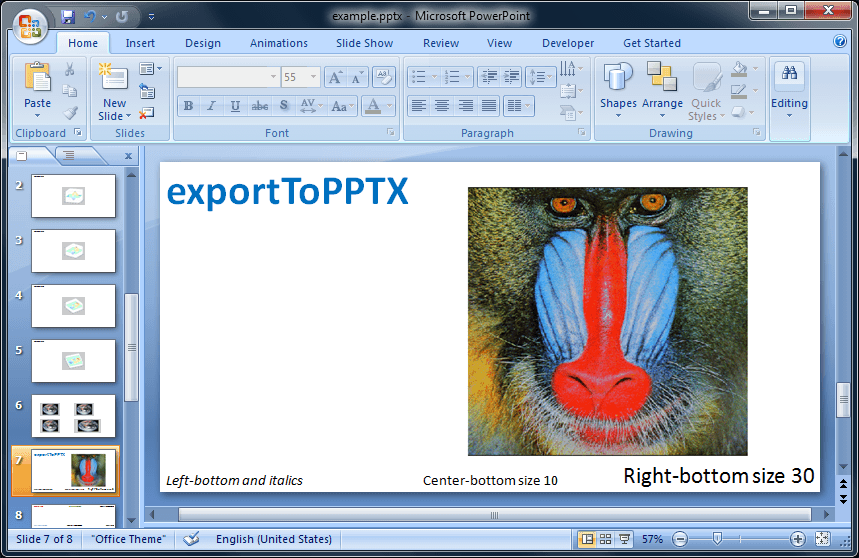 example.pptx - Microsoft PowerPoint
Home Insert Design Animations Slide Show Review View Developer Get Started
55
Paste New Slide Shapes Arrange Quick Styles Editing
B I U abc S AV Aa A
Clipboard Slides Font Paragraph Drawing
2
3
4
5
6
7
8
exportToPPTX
Left-bottom and italics
Center-bottom size 10
Right-bottom size 30
Slide 7 of 8 "Office Theme" English (United States) 57%